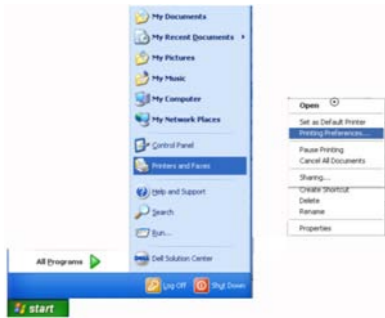 My Documents
My Recent Documents
My Pictures
My Music
My Computer
My Network Places
Control Panel
Printers and Faxes
Help and Support
Search
Run...
Dell Solution Center
All Programs
Log Off
Shut Down
start
Open
Set as Default Printer
Printing Preferences...
Pause Printing
Cancel All Documents
Sharing...
Create Shortcut
Delete
Rename
Properties